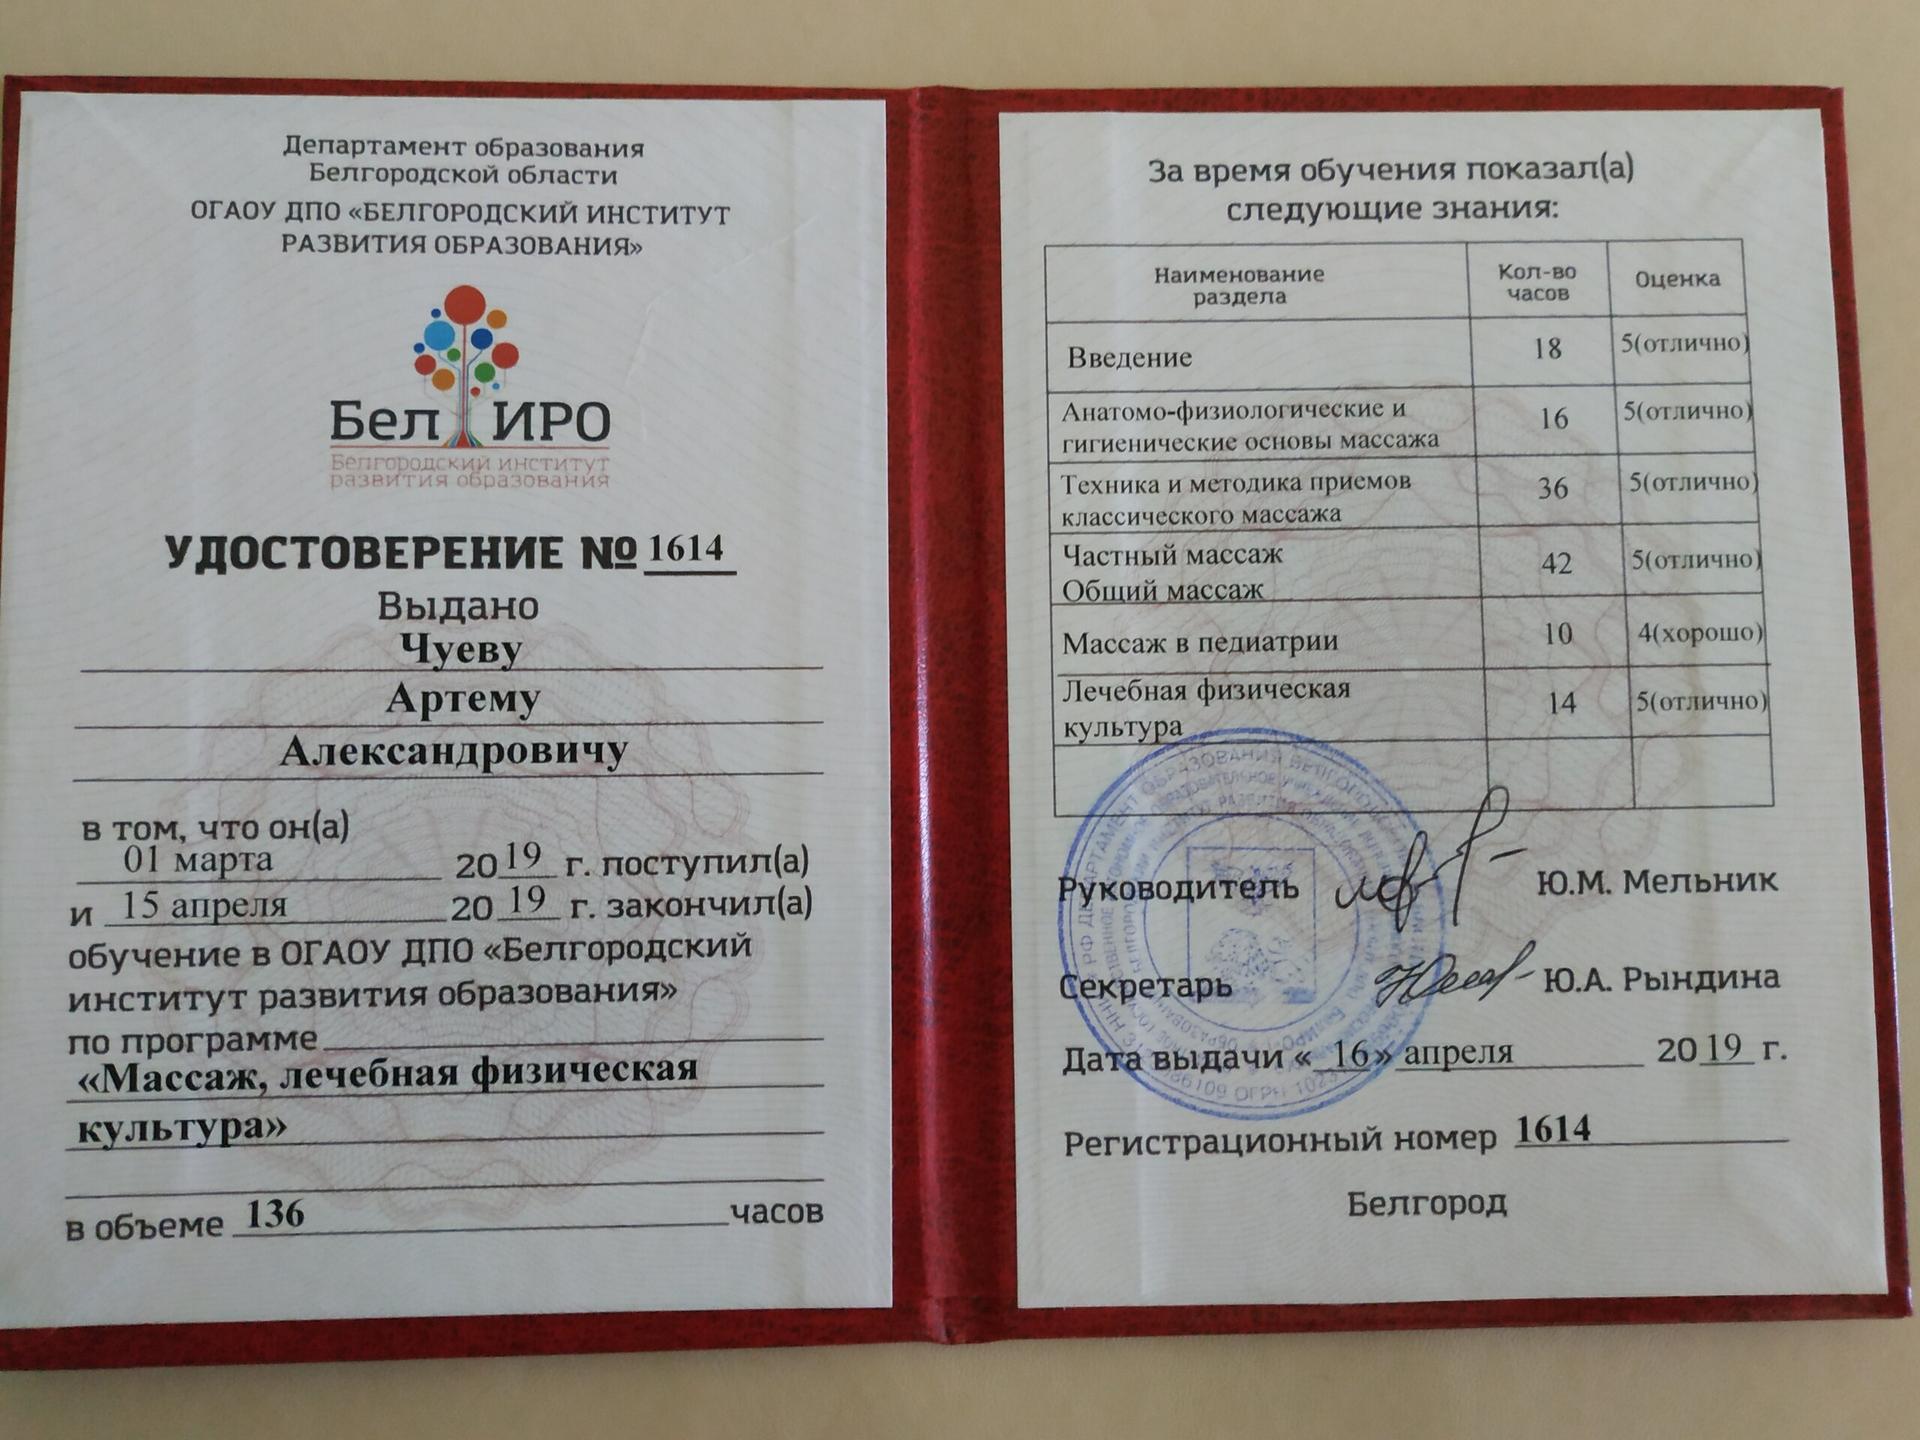 Департамент образования
Белгородской области
ОГАОУ ДПО «БЕЛГОРОДСКИЙ ИНСТИТУТ
РАЗВИТИЯ ОБРАЗОВАНИЯ»
Бел ИРО
Белгородский институт
развития образования
УДОСТОВЕРЕНИЕ № 1614
Выдано
Чуеву
Артему
Александровичу
в том, что он(а)
01 марта 2019 г. поступил(а)
и 15 апреля 2019 г. закончил(а)
обучение в ОГАОУ ДПО «Белгородский
институт развития образования»
по программе
«Массаж, лечебная физическая
культура»
в объеме 136 часов
За время обучения показал(а)
следующие знания:
Наименование раздела Кол-во часов Оценка
Введение 18 5(отлично)
Анатомо-физиологические и
гигиенические основы массажа 16 5(отлично)
Техника и методика приемов
классического массажа 36 5(отлично)
Частный массаж
Общий массаж 42 5(отлично)
Массаж в педиатрии 10 4(хорошо)
Лечебная физическая
культура 14 5(отлично)
Руководитель Ю.М. Мельник
Секретарь Ю.А. Рындина
Дата выдачи «16» апреля 2019 г.
Регистрационный номер 1614
Белгород